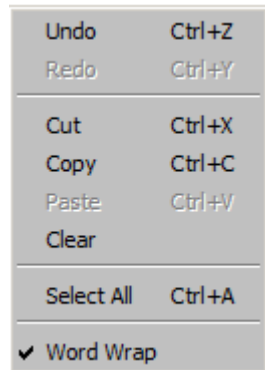 Undo Ctrl+Z
Redo Ctrl+Y
Cut Ctrl+X
Copy Ctrl+C
Paste Ctrl+V
Clear
Select All Ctrl+A
Word Wrap